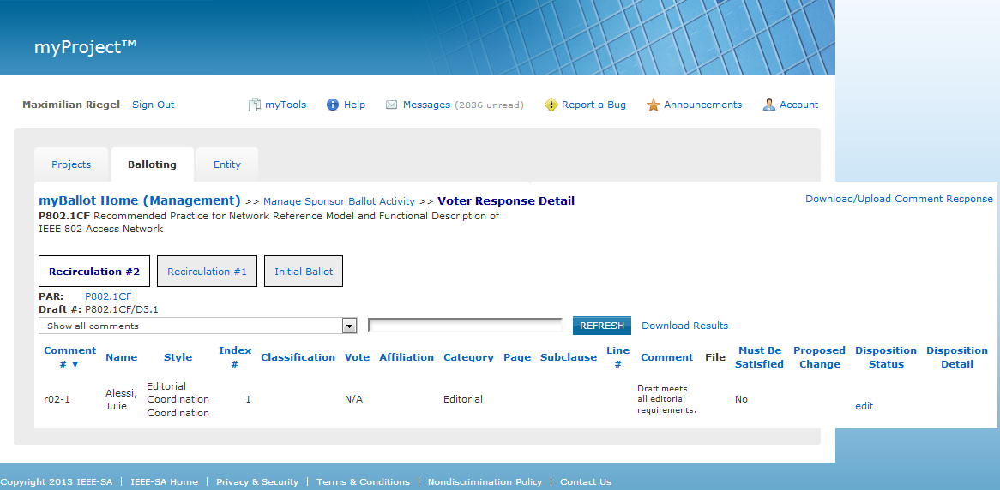 myProject™
Maximilian Riegel Sign Out myTools Help Messages (2836 unread) Report a Bug Announcements Account
Projects Balloting Entity
myBallot Home (Management) >> Manage Sponsor Ballot Activity >> Voter Response Detail Download/Upload Comment Response
P802.1CF Recommended Practice for Network Reference Model and Functional Description of
IEEE 802 Access Network
Recirculation #2 Recirculation #1 Initial Ballot
PAR: P802.1CF
Draft #: P802.1CF/D3.1
Show all comments REFRESH Download Results
Comment # ▼ Name Style Index # Classification Vote Affiliation Category Page Subclause Line # Comment File Must Be Satisfied Proposed Change Disposition Status Disposition Detail
r02-1 Alessi, Julie Editorial Coordination Coordination 1 N/A Editorial Draft meets all editorial requirements. No edit
Copyright 2013 IEEE-SA | IEEE-SA Home | Privacy & Security | Terms & Conditions | Nondiscrimination Policy | Contact Us